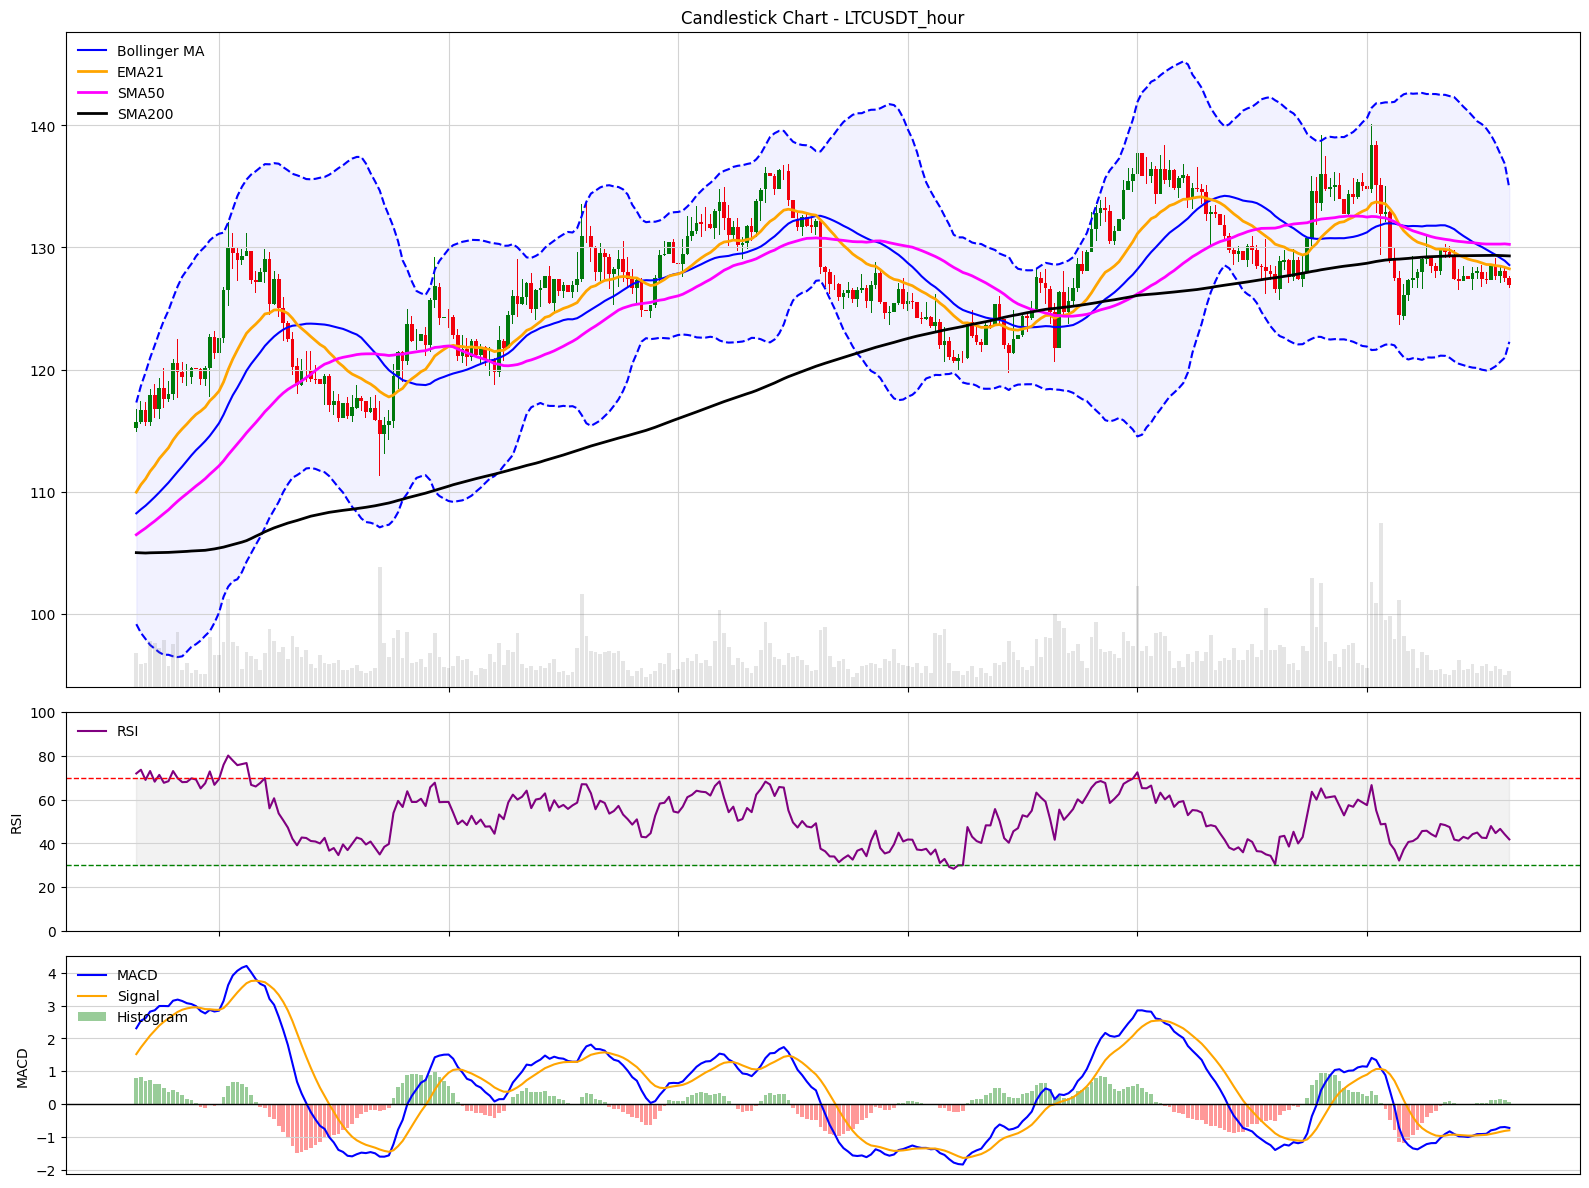 Candlestick Chart - LTCUSDT_hour
Bollinger MA
EMA21
SMA50
SMA200
140
130
120
110
100
RSI
100
80
60
40
20
0
RSI
MACD
Signal
Histogram
4
3
2
1
0
−1
−2
MACD